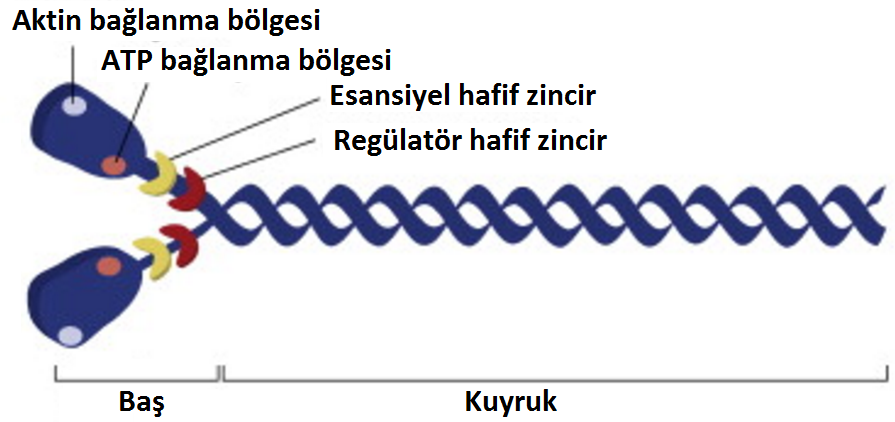 Aktin bağlanma bölgesi
ATP bağlanma bölgesi
Esansiyel hafif zincir
Regülatör hafif zincir
Baş
Kuyruk